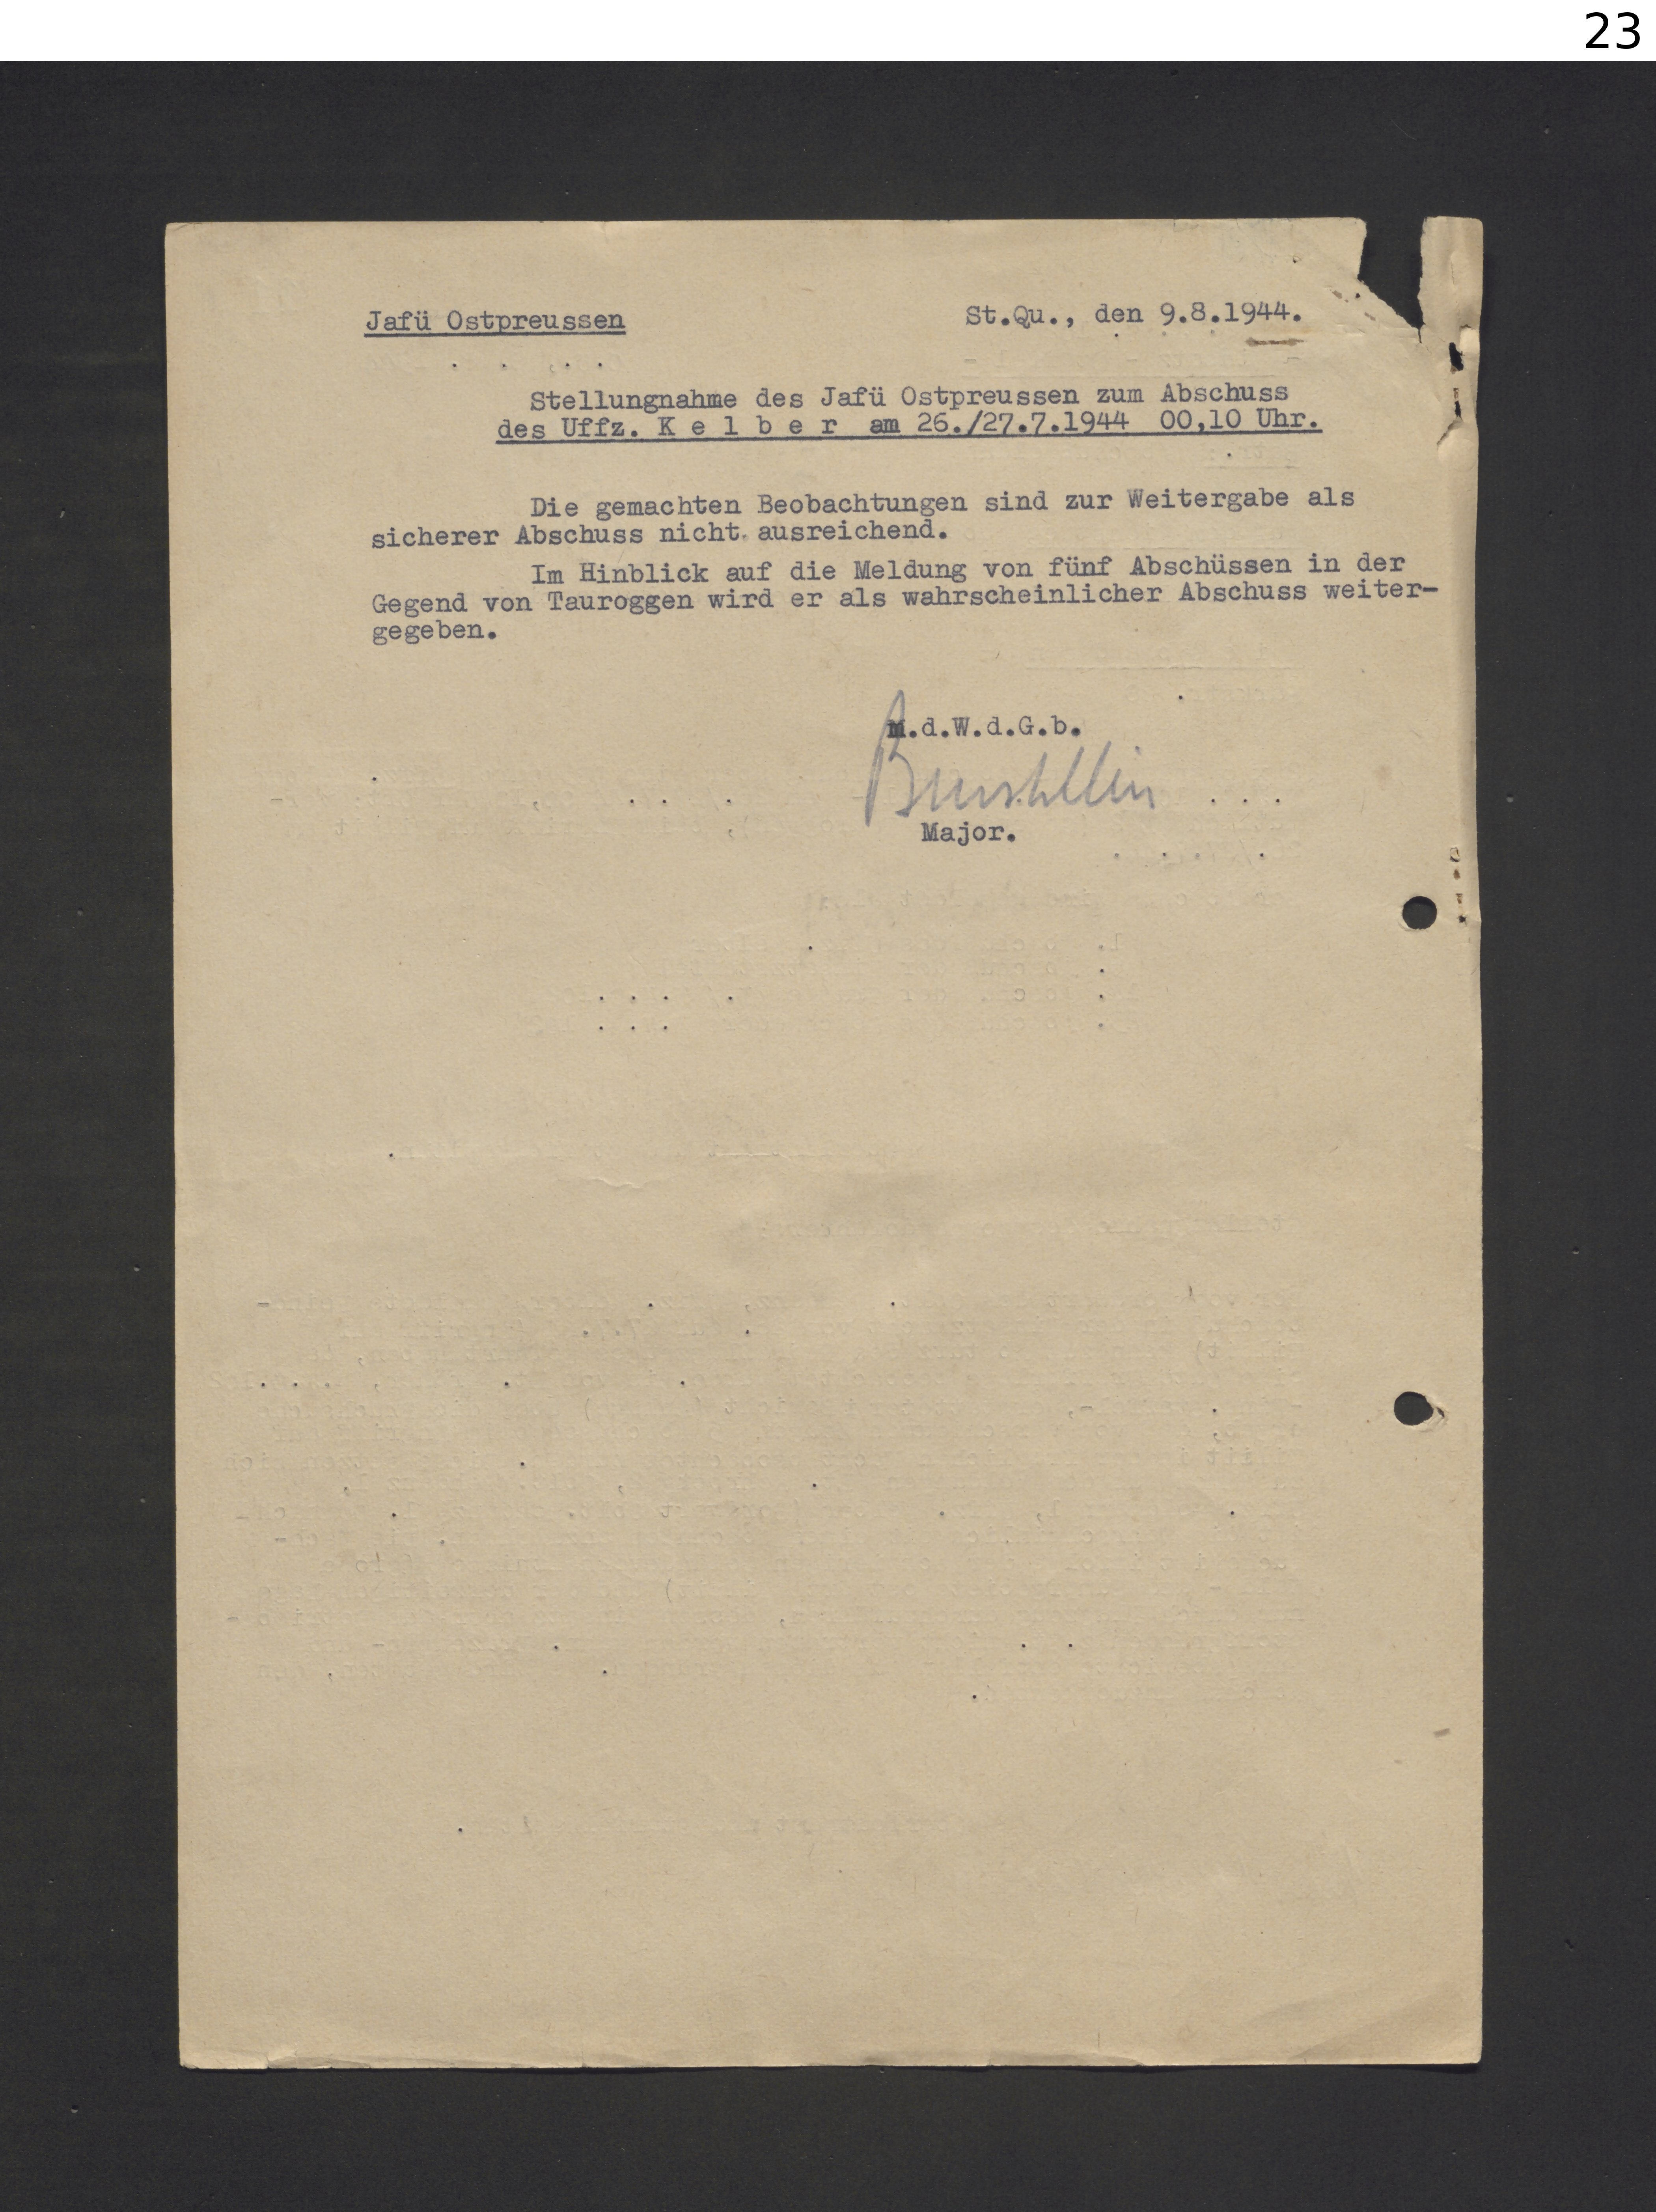 23
Jafü Ostpreussen
St.Qu., den 9.8.1944.
Stellungnahme des Jafü Ostpreussen zum Abschuss
des Uffz. K e l b e r am 26./27.7.1944 00,10 Uhr.
Die gemachten Beobachtungen sind zur Weitergabe als
sicherer Abschuss nicht ausreichend.
Im Hinblick auf die Meldung von fünf Abschüssen in der
Gegend von Tauroggen wird er als wahrscheinlicher Abschuss weiter-
gegeben.
m.d.W.d.G.b.
Major.